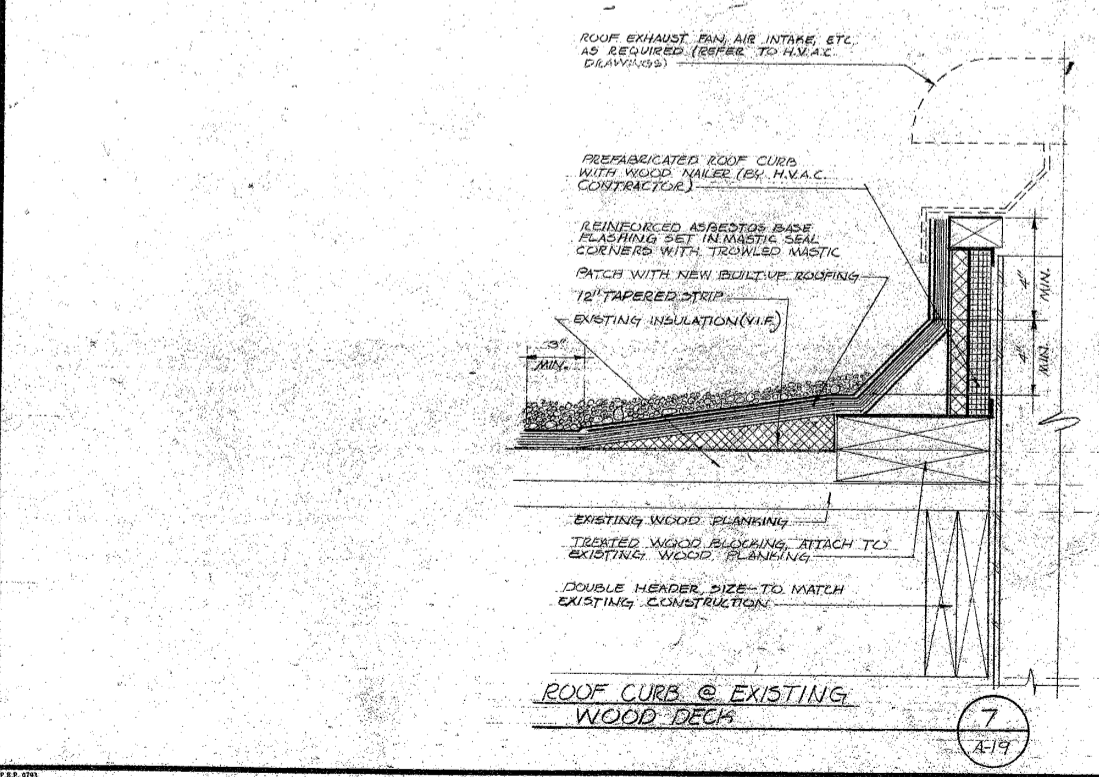 ROOF EXHAUST FAN, AIR INTAKE, ETC.
AS REQUIRED (REFER TO H.V.A.C.
DRAWINGS)
PREFABRICATED ROOF CURB
WITH WOOD NAILER (BY H.V.A.C.
CONTRACTOR)
REINFORCED ASBESTOS BASE
FLASHING SET IN MASTIC SEAL
CORNERS WITH TROWLED MASTIC
PATCH WITH NEW BUILT-UP ROOFING
12" TAPERED STRIP
EXISTING INSULATION (V.I.F.)
3"
MIN.
4"
MIN.
4"
MIN.
EXISTING WOOD PLANKING
TREATED WOOD BLOCKING, ATTACH TO
EXISTING WOOD PLANKING
DOUBLE HEADER, SIZE TO MATCH
EXISTING CONSTRUCTION
ROOF CURB @ EXISTING
WOOD DECK
7
A-19